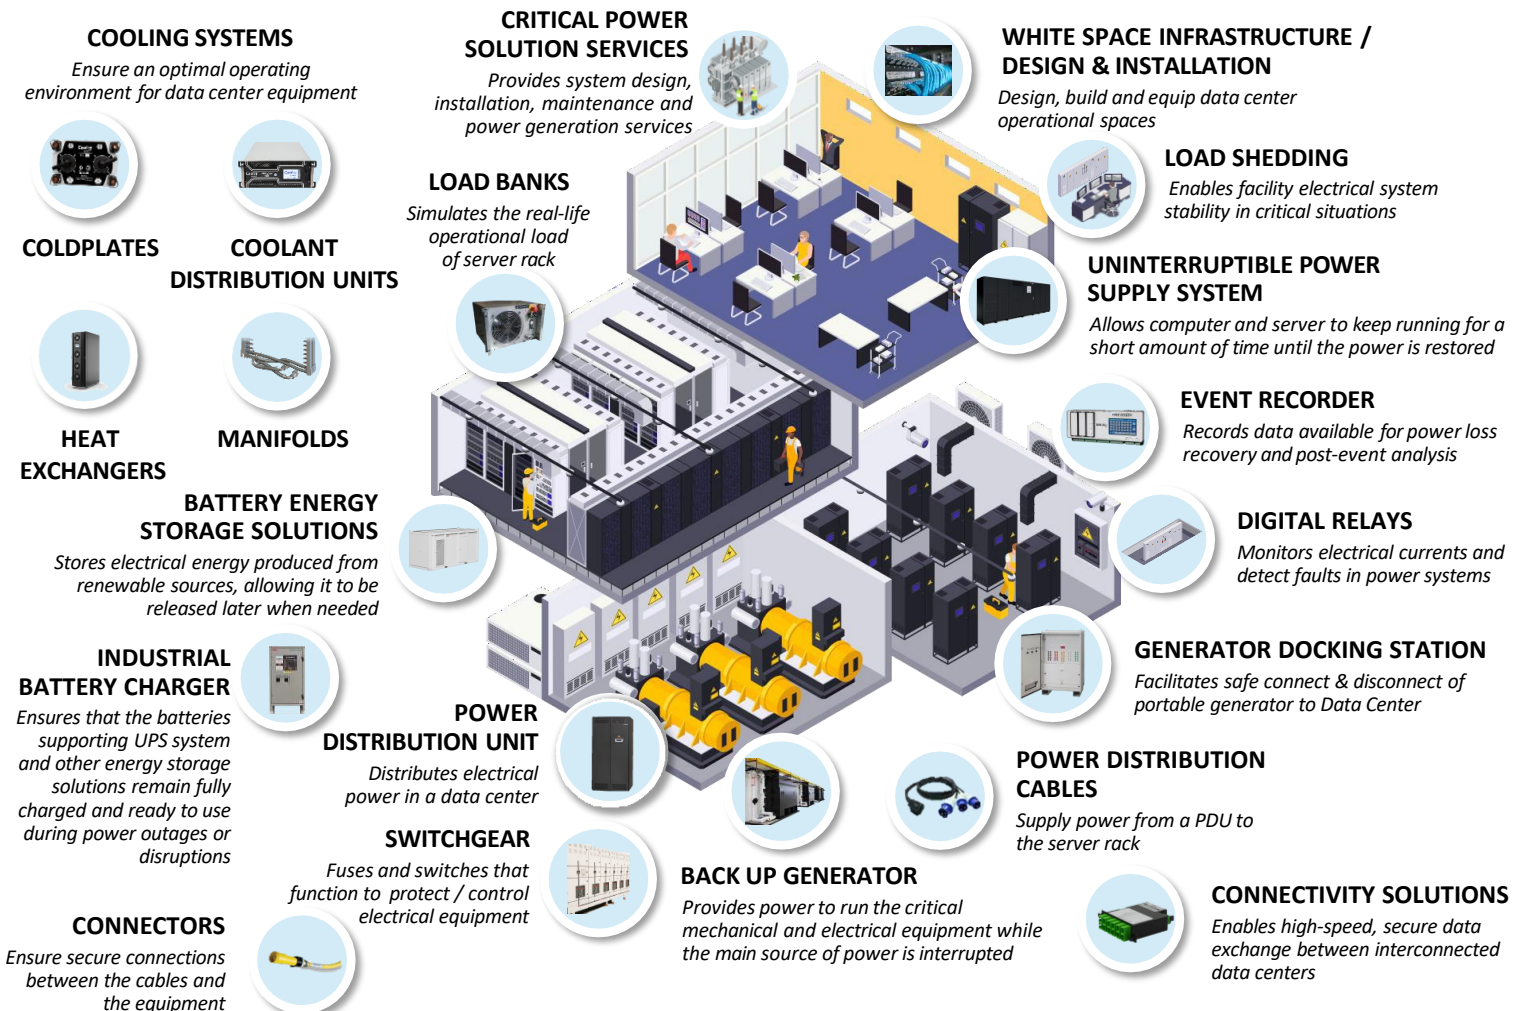 COOLING SYSTEMS
Ensure an optimal operating
environment for data center equipment
COLDPLATES
COOLANT
DISTRIBUTION UNITS
HEAT
EXCHANGERS
MANIFOLDS
CRITICAL POWER
SOLUTION SERVICES
Provides system design,
installation, maintenance and
power generation services
LOAD BANKS
Simulates the real-life
operational load
of server rack
WHITE SPACE INFRASTRUCTURE /
DESIGN & INSTALLATION
Design, build and equip data center
operational spaces
LOAD SHEDDING
Enables facility electrical system
stability in critical situations
UNINTERRUPTIBLE POWER
SUPPLY SYSTEM
Allows computer and server to keep running for a
short amount of time until the power is restored
EVENT RECORDER
Records data available for power loss
recovery and post-event analysis
DIGITAL RELAYS
Monitors electrical currents and
detect faults in power systems
GENERATOR DOCKING STATION
Facilitates safe connect & disconnect of
portable generator to Data Center
BATTERY ENERGY
STORAGE SOLUTIONS
Stores electrical energy produced from
renewable sources, allowing it to be
released later when needed
INDUSTRIAL
BATTERY CHARGER
Ensures that the batteries
supporting UPS system
and other energy storage
solutions remain fully
charged and ready to use
during power outages or
disruptions
POWER
DISTRIBUTION UNIT
Distributes electrical
power in a data center
SWITCHGEAR
Fuses and switches that
function to protect / control
electrical equipment
CONNECTORS
Ensure secure connections
between the cables and
the equipment
BACK UP GENERATOR
Provides power to run the critical
mechanical and electrical equipment while
the main source of power is interrupted
POWER DISTRIBUTION
CABLES
Supply power from a PDU to
the server rack
CONNECTIVITY SOLUTIONS
Enables high-speed, secure data
exchange between interconnected
data centers